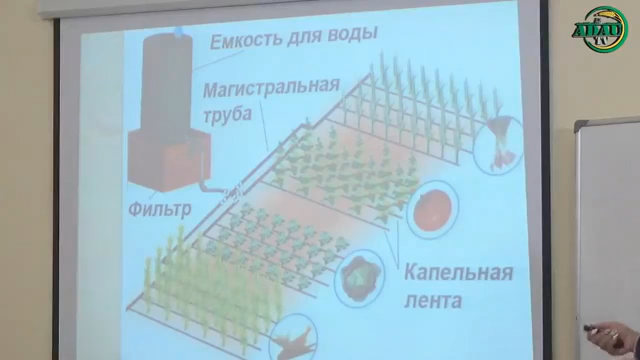 Емкость для воды
Магистральная
труба
Фильтр
Капельная
лента